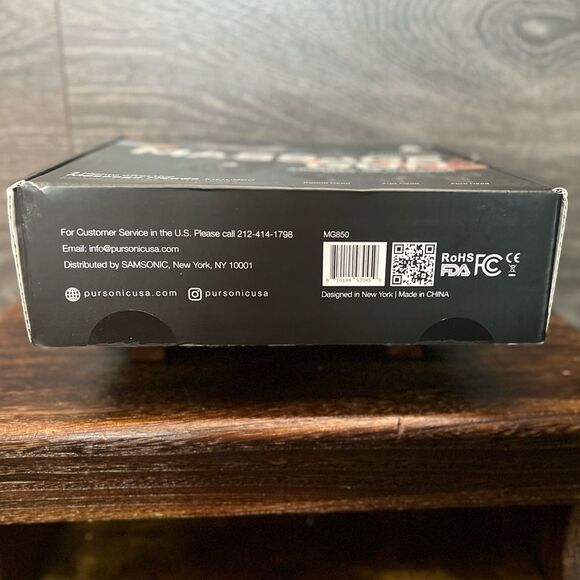 For Customer Service in the U.S. Please call 212-414-1798
Email: info@pursonicusa.com
Distributed by SAMSONIC, New York, NY 10001
pursonicusa.com
pursonicusa
MG850
RoHS
FDA
FC
CE
Designed in New York | Made in CHINA